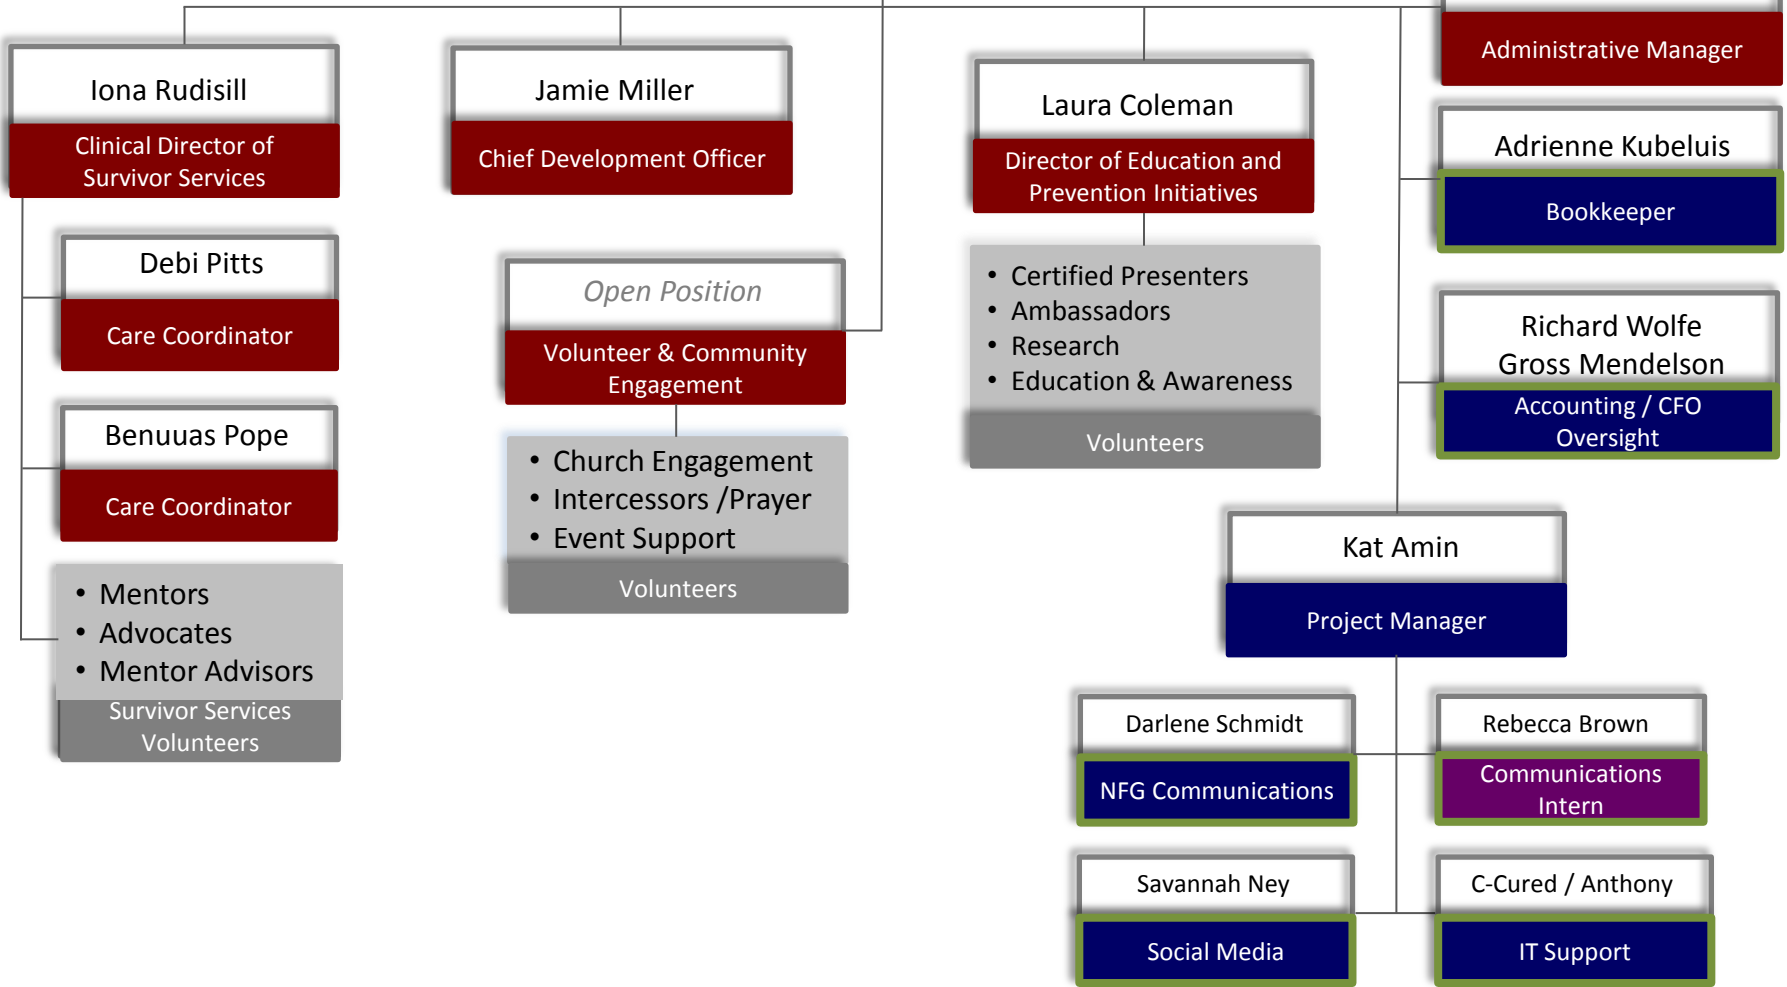 Administrative Manager
Iona Rudisill
Clinical Director of
Survivor Services
Jamie Miller
Chief Development Officer
Laura Coleman
Director of Education and
Prevention Initiatives
Adrienne Kubeluis
Bookkeeper
Debi Pitts
Care Coordinator
Open Position
Volunteer & Community
Engagement
• Certified Presenters
• Ambassadors
• Research
• Education & Awareness
Volunteers
Richard Wolfe
Gross Mendelson
Accounting / CFO
Oversight
Benuuas Pope
Care Coordinator
• Church Engagement
• Intercessors /Prayer
• Event Support
Volunteers
Kat Amin
Project Manager
• Mentors
• Advocates
• Mentor Advisors
Survivor Services
Volunteers
Darlene Schmidt
NFG Communications
Rebecca Brown
Communications
Intern
Savannah Ney
Social Media
C-Cured / Anthony
IT Support